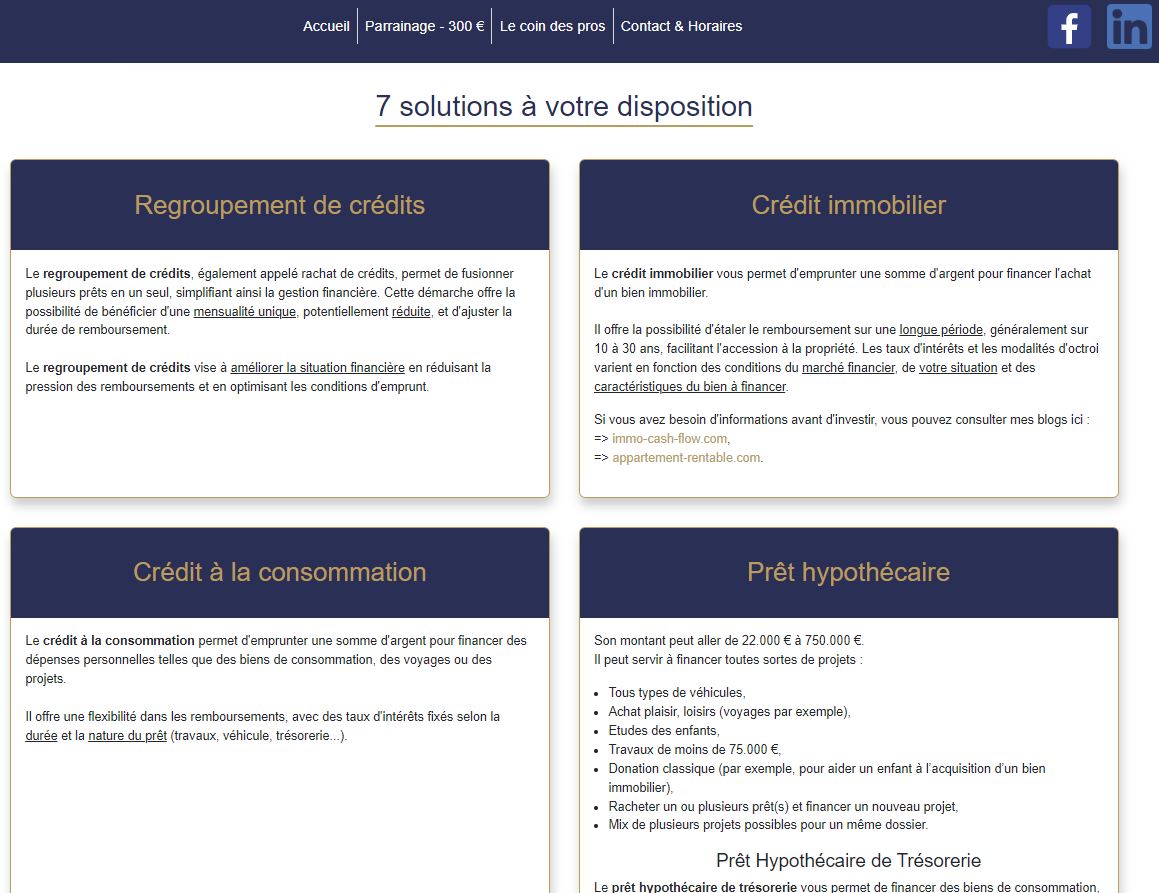 Accueil
Parrainage - 300 €
Le coin des pros
Contact & Horaires
f
in
7 solutions à votre disposition
Regroupement de crédits
Le regroupement de crédits, également appelé rachat de crédits, permet de fusionner
plusieurs prêts en un seul, simplifiant ainsi la gestion financière. Cette démarche offre la
possibilité de bénéficier d'une mensualité unique, potentiellement réduite, et d'ajuster la
durée de remboursement.
Le regroupement de crédits vise à améliorer la situation financière en réduisant la
pression des remboursements et en optimisant les conditions d'emprunt.
Crédit immobilier
Le crédit immobilier vous permet d'emprunter une somme d'argent pour financer l'achat
d'un bien immobilier.
Il offre la possibilité d'étaler le remboursement sur une longue période, généralement sur
10 à 30 ans, facilitant l'accession à la propriété. Les taux d'intérêts et les modalités d'octroi
varient en fonction des conditions du marché financier, de votre situation et des
caractéristiques du bien à financer.
Si vous avez besoin d'informations avant d'investir, vous pouvez consulter mes blogs ici :
=> immo-cash-flow.com,
=> appartement-rentable.com.
Crédit à la consommation
Le crédit à la consommation permet d'emprunter une somme d'argent pour financer des
dépenses personnelles telles que des biens de consommation, des voyages ou des
projets.
Il offre une flexibilité dans les remboursements, avec des taux d'intérêts fixés selon la
durée et la nature du prêt (travaux, véhicule, trésorerie...).
Prêt hypothécaire
Son montant peut aller de 22.000 € à 750.000 €.
Il peut servir à financer toutes sortes de projets :
• Tous types de véhicules,
• Achat plaisir, loisirs (voyages par exemple),
• Etudes des enfants,
• Travaux de moins de 75.000 €,
• Donation classique (par exemple, pour aider un enfant à l'acquisition d'un bien
immobilier),
• Racheter un ou plusieurs prêt(s) et financer un nouveau projet,
• Mix de plusieurs projets possibles pour un même dossier.
Prêt Hypothécaire de Trésorerie
Le prêt hypothécaire de trésorerie vous permet de financer des biens de consommation,